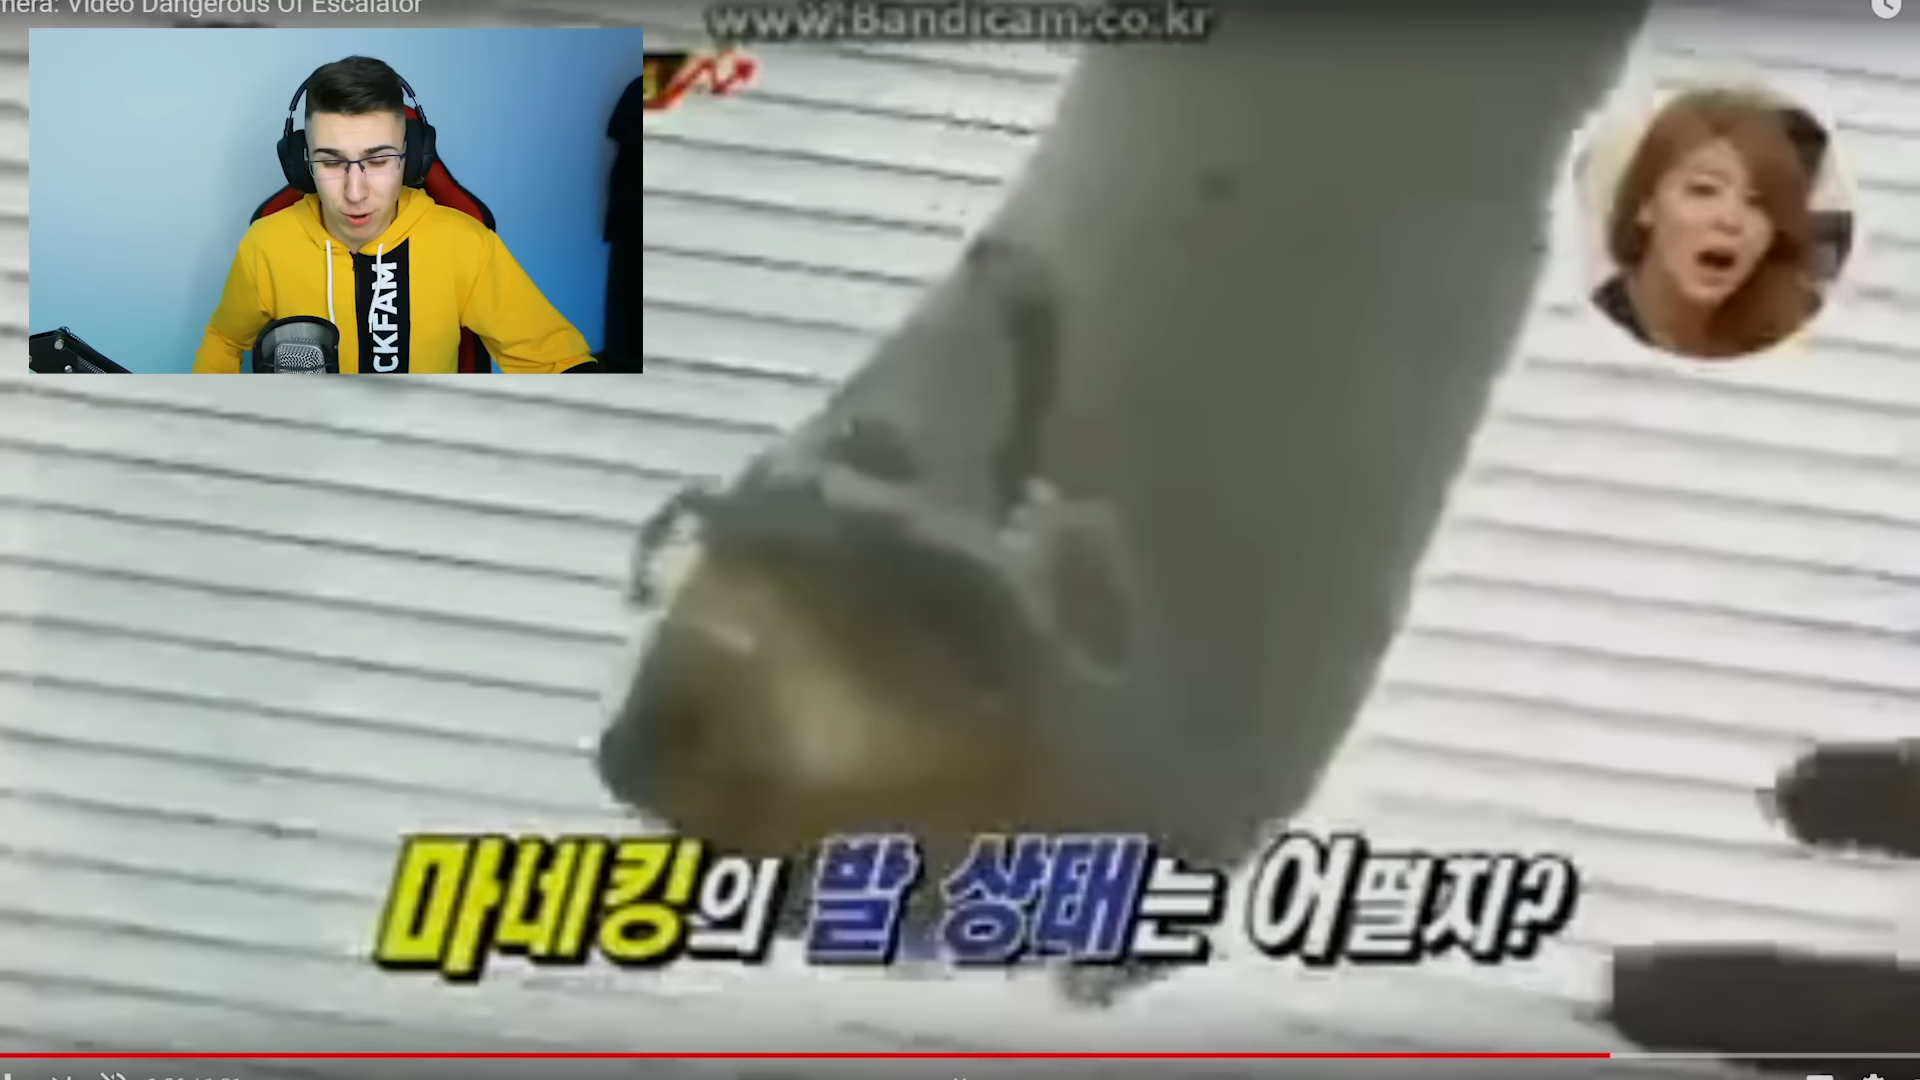 mera: Video Dangerous Of Escalator
www.Bandicam.co.kr
CKFAM
마네킹의 발 상태는 어떨지?